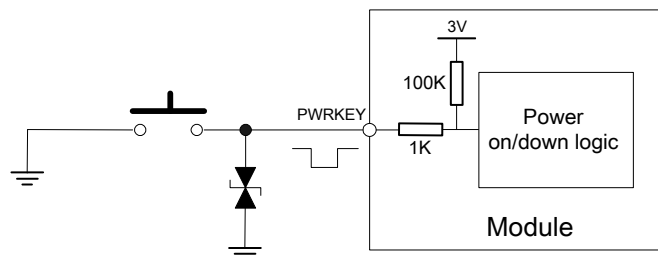 3V
100K
PWRKEY
1K
Power
on/down logic
Module